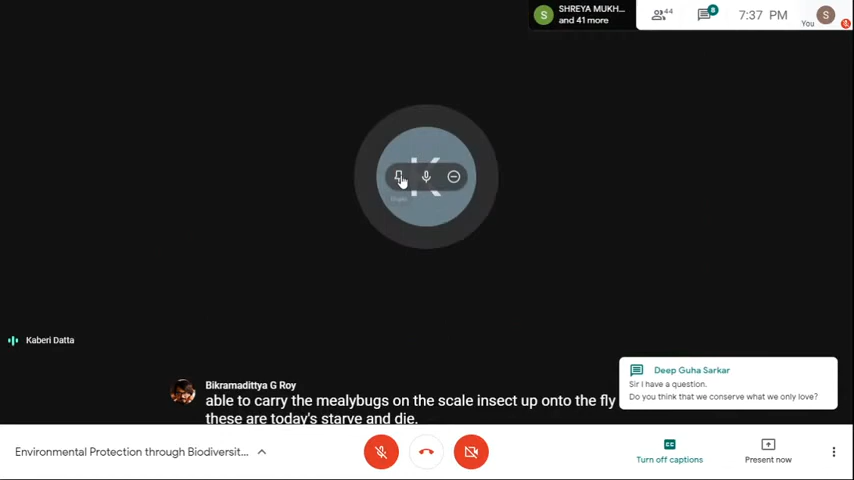 S
SHREYA MUKH...
and 41 more
44
8
7:37 PM
You
S
K
Kaberi Datta
Bikramadittya G Roy
able to carry the mealybugs on the scale insect up onto the fly
these are today's starve and die.
Deep Guha Sarkar
Sir I have a question.
Do you think that we conserve what we only love?
Environmental Protection through Biodiversit...
Turn off captions
Present now